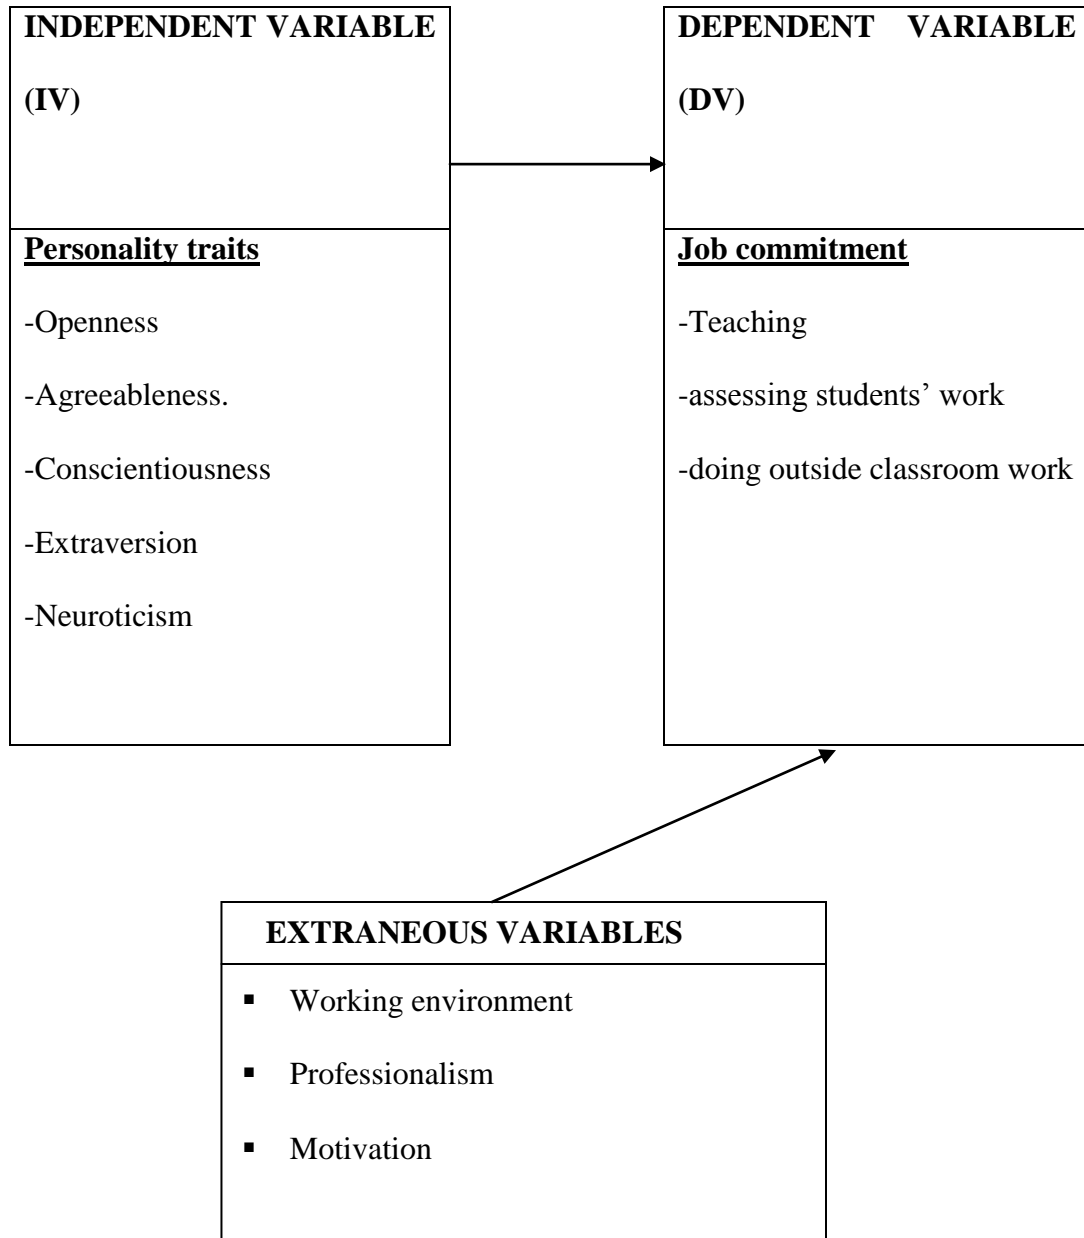 INDEPENDENT VARIABLE
(IV)
Personality traits
-Openness
-Agreeableness.
-Conscientiousness
-Extraversion
-Neuroticism
DEPENDENT VARIABLE
(DV)
Job commitment
-Teaching
-assessing students’ work
-doing outside classroom work
EXTRANEOUS VARIABLES
▪ Working environment
▪ Professionalism
▪ Motivation